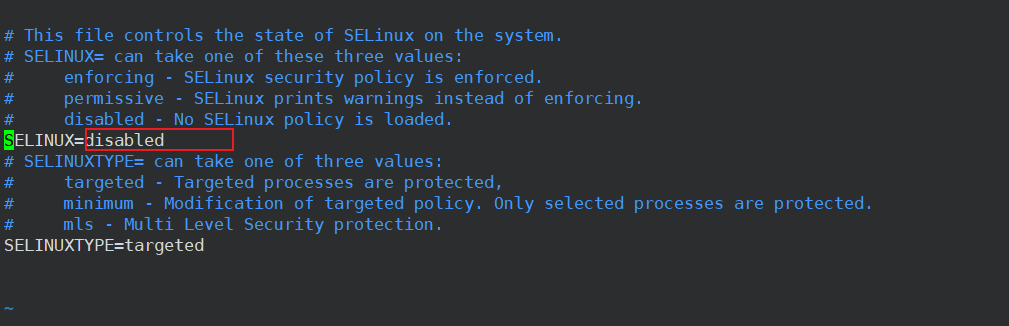 # This file controls the state of SELinux on the system.
# SELINUX= can take one of these three values:
#     enforcing - SELinux security policy is enforced.
#     permissive - SELinux prints warnings instead of enforcing.
#     disabled - No SELinux policy is loaded.
SELINUX=disabled
# SELINUXTYPE= can take one of three values:
#     targeted - Targeted processes are protected,
#     minimum - Modification of targeted policy. Only selected processes are protected.
#     mls - Multi Level Security protection.
SELINUXTYPE=targeted
~